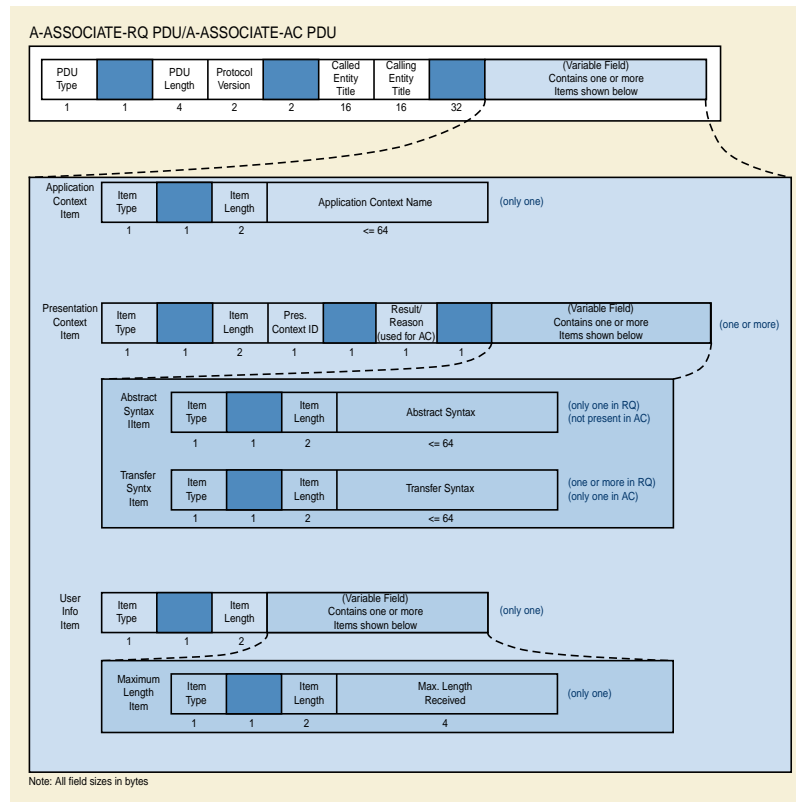 A-ASSOCIATE-RQ PDU/A-ASSOCIATE-AC PDU
PDU
Type
PDU
Length
Protocol
Version
Called
Entity
Title
Calling
Entity
Title
(Variable Field)
Contains one or more
Items shown below
1 1 4 2 2 16 16 32
Application
Context
Item
Item
Type
Item
Length
Application Context Name
(only one)
1 1 2 <= 64
Presentation
Context
Item
Item
Type
Item
Length
Pres.
Context ID
Result/
Reason
(used for AC)
(Variable Field)
Contains one or more
Items shown below
(one or more)
1 1 2 1 1 1 1
Abstract
Syntax
IItem
Item
Type
Item
Length
Abstract Syntax
(only one in RQ)
(not present in AC)
1 1 2 <= 64
Transfer
Syntx
Item
Item
Type
Item
Length
Transfer Syntax
(one or more in RQ)
(only one in AC)
1 1 2 <= 64
User
Info
Item
Item
Type
Item
Length
(Variable Field)
Contains one or more
Items shown below
(only one)
1 1 2
Maximum
Length
Item
Item
Type
Item
Length
Max. Length
Received
(only one)
1 1 2 4
Note: All field sizes in bytes